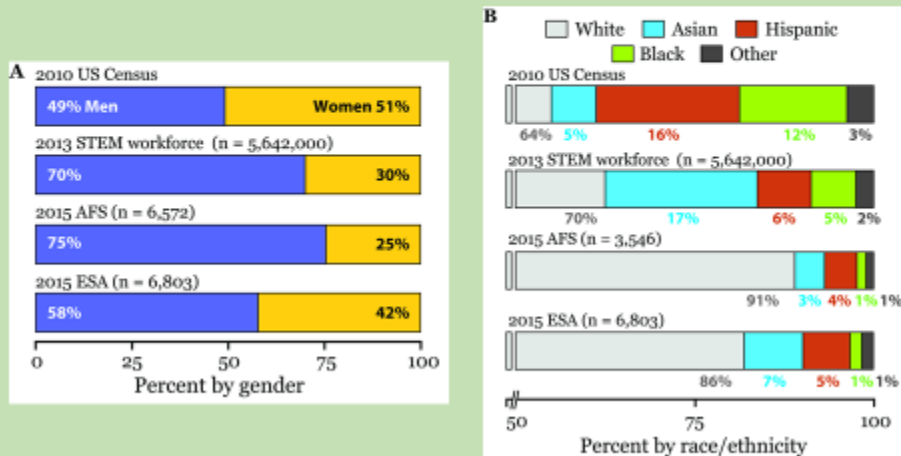 A
2010 US Census
49% Men Women 51%
2013 STEM workforce (n = 5,642,000)
70% 30%
2015 AFS (n = 6,572)
75% 25%
2015 ESA (n = 6,803)
58% 42%
0 25 50 75 100
Percent by gender
B
White Asian Hispanic
Black Other
2010 US Census
64% 5% 16% 12% 3%
2013 STEM workforce (n = 5,642,000)
70% 17% 6% 5% 2%
2015 AFS (n = 3,546)
91% 3% 4% 1% 1%
2015 ESA (n = 6,803)
86% 7% 5% 1% 1%
50 75 100
Percent by race/ethnicity